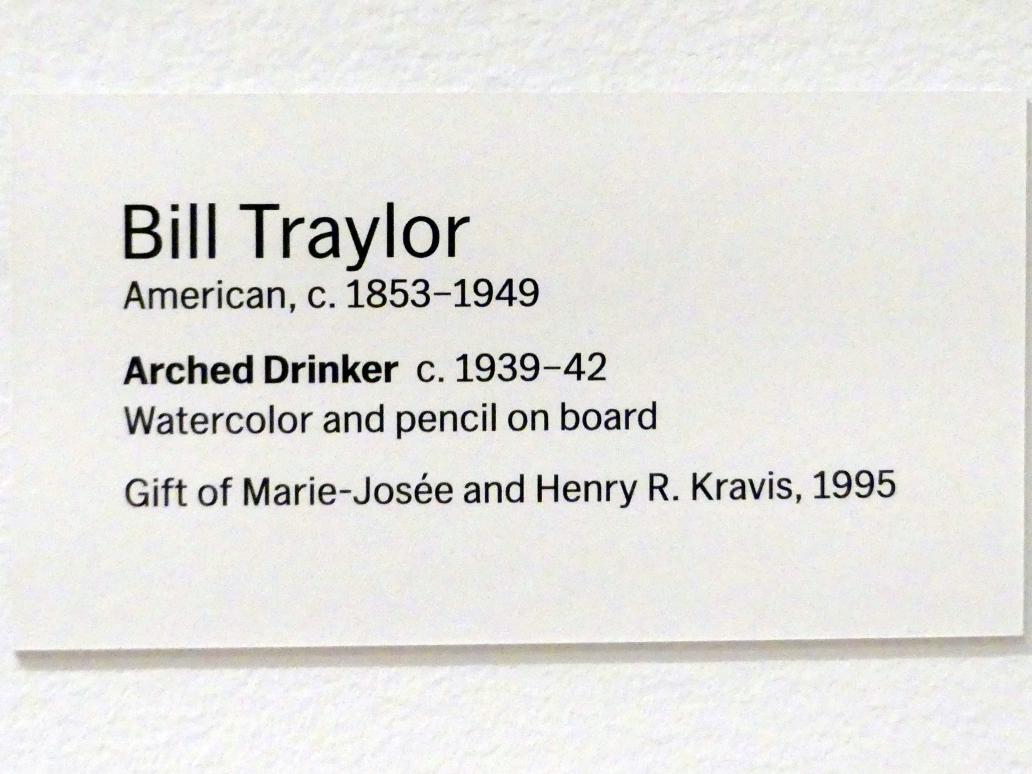 Bill Traylor
American, c. 1853–1949
Arched Drinker c. 1939–42
Watercolor and pencil on board
Gift of Marie-Josée and Henry R. Kravis, 1995